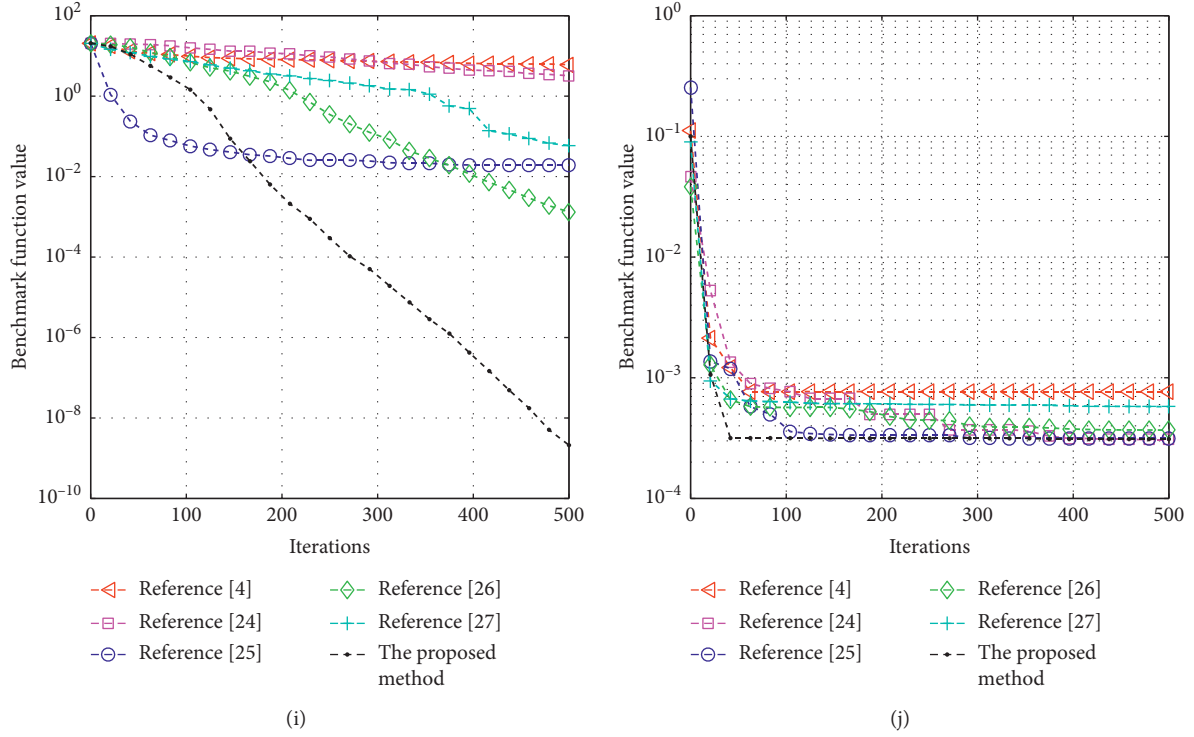 10^2
10^0
10^−2
10^−4
10^−6
10^−8
10^−10
Benchmark function value
0 100 200 300 400 500
Iterations
Reference [4]
Reference [24]
Reference [25]
Reference [26]
Reference [27]
The proposed
method
(i)
10^0
10^−1
10^−2
10^−3
10^−4
Benchmark function value
0 100 200 300 400 500
Iterations
Reference [4]
Reference [24]
Reference [25]
Reference [26]
Reference [27]
The proposed
method
(j)